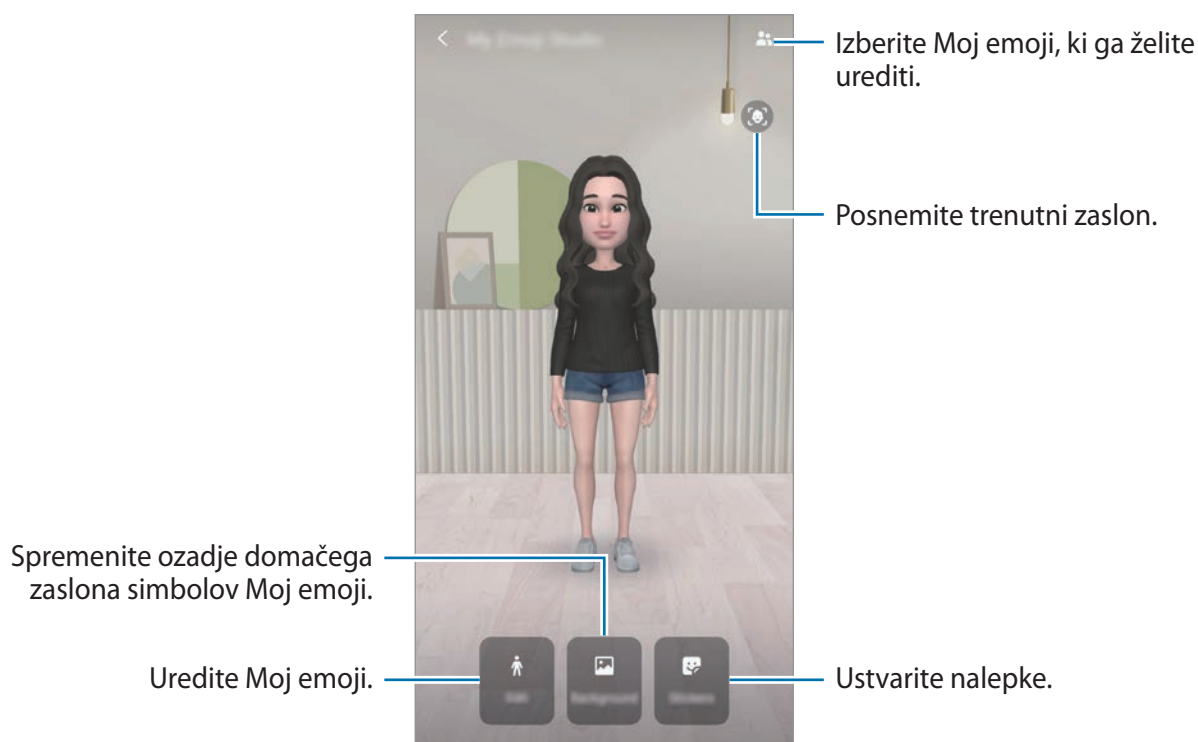 Izberite Moj emoji, ki ga želite
urediti.
Posnemite trenutni zaslon.
Spremenite ozadje domačega
zaslona simbolov Moj emoji.
Uredite Moj emoji.
Ustvarite nalepke.